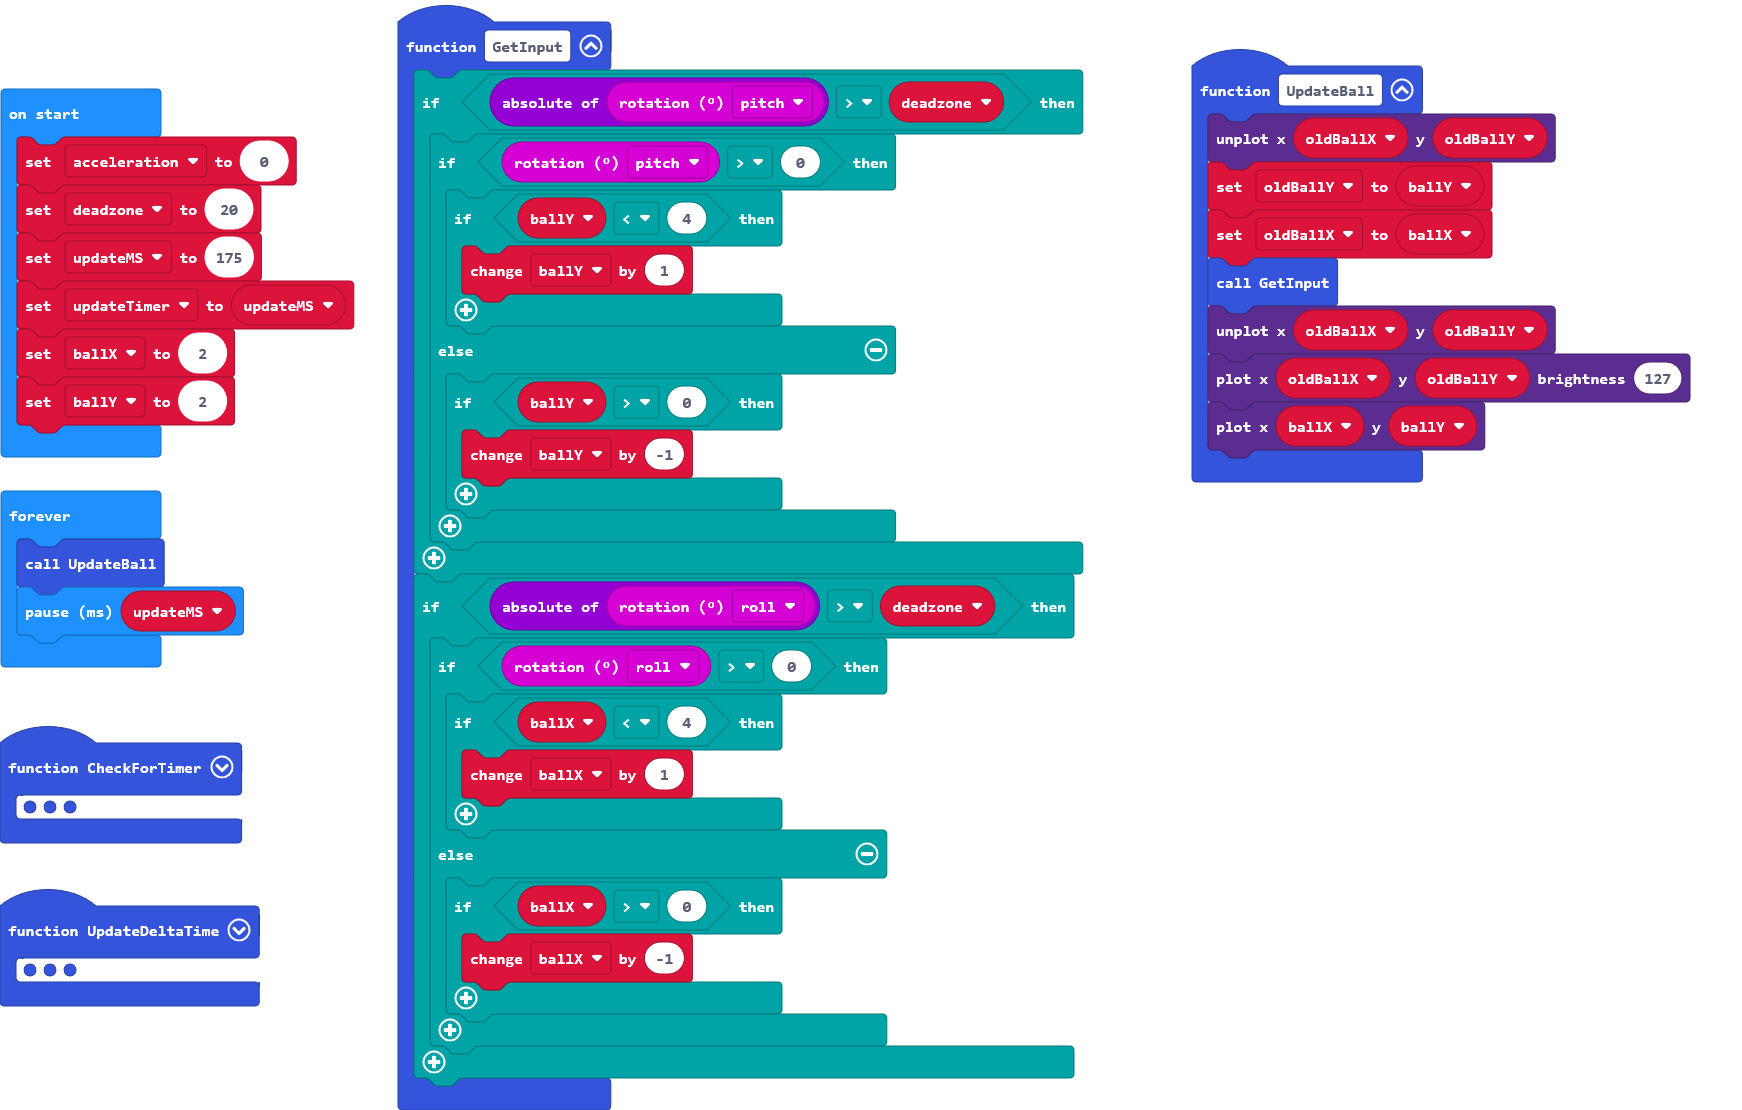 on start
set acceleration to 0
set deadzone to 20
set updateMS to 175
set updateTimer to updateMS
set ballX to 2
set ballY to 2
forever
call UpdateBall
pause (ms) updateMS
function CheckForTimer
function UpdateDeltaTime
function GetInput
if absolute of rotation (º) pitch > deadzone then
if rotation (º) pitch > 0 then
if ballY < 4 then
change ballY by 1
else
if ballY > 0 then
change ballY by -1
if absolute of rotation (º) roll > deadzone then
if rotation (º) roll > 0 then
if ballX < 4 then
change ballX by 1
else
if ballX > 0 then
change ballX by -1
function UpdateBall
unplot x oldBallX y oldBallY
set oldBallY to ballY
set oldBallX to ballX
call GetInput
unplot x oldBallX y oldBallY
plot x oldBallX y oldBallY brightness 127
plot x ballX y ballY